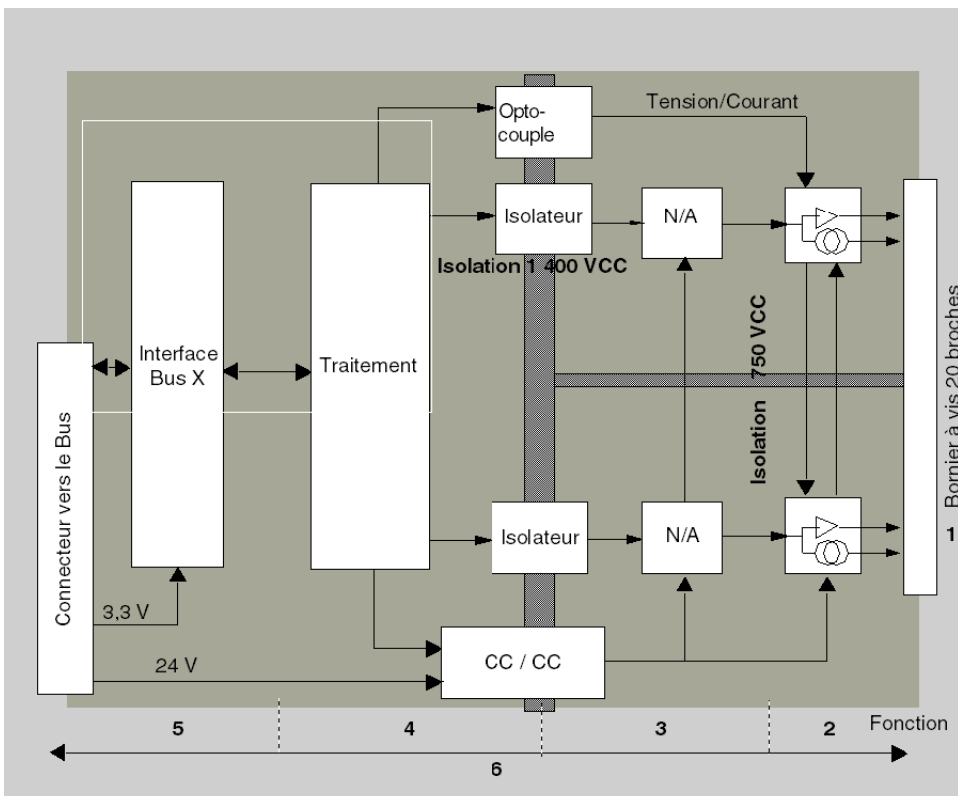 Opto-
couple
Tension/Courant
Isolateur
N/A
Isolation 1 400 VCC
Isolation 750 VCC
Interface
Bus X
Traitement
Connecteur vers le Bus
Bornier à vis 20 broches
1
Isolateur
N/A
3,3 V
24 V
CC / CC
5
4
3
2
Fonction
6